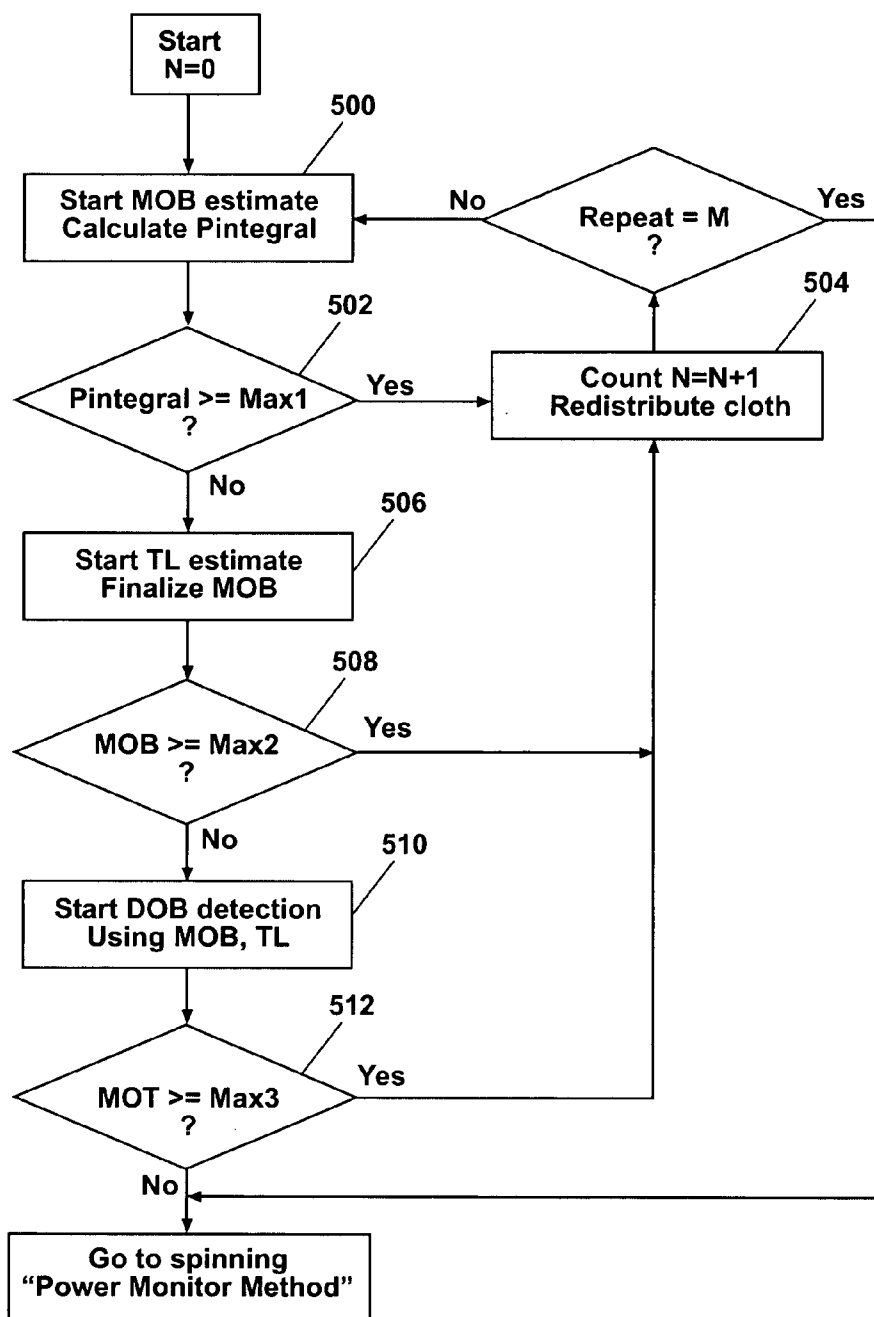 Start
N=0
500
Start MOB estimate
Calculate Pintegral
No
Repeat = M
?
Yes
502
Pintegral >= Max1
?
Yes
504
Count N=N+1
Redistribute cloth
No
506
Start TL estimate
Finalize MOB
508
MOB >= Max2
?
Yes
No
510
Start DOB detection
Using MOB, TL
512
MOT >= Max3
?
Yes
No
Go to spinning
“Power Monitor Method”